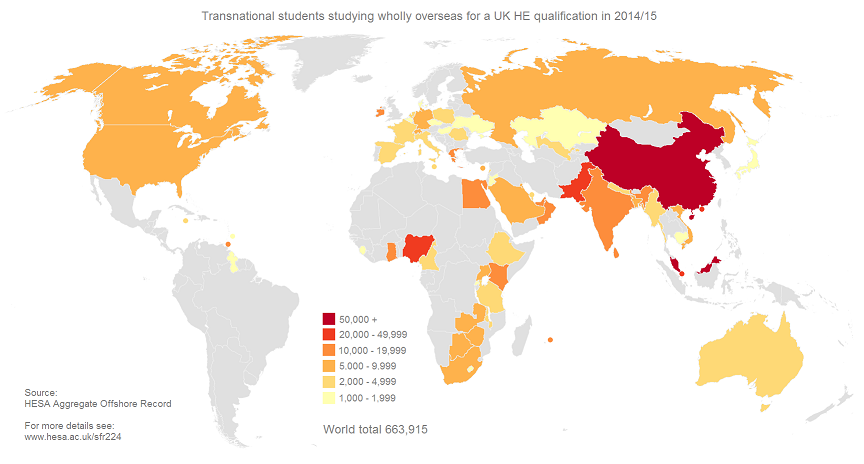 Transnational students studying wholly overseas for a UK HE qualification in 2014/15
50,000 +
20,000 - 49,999
10,000 - 19,999
5,000 - 9.999
2,000 - 4,999
1,000 - 1,999
Source:
HESA Aggregate Offshore Record
For more details see:
www.hesa.ac.uk/sfr224
World total 663,915